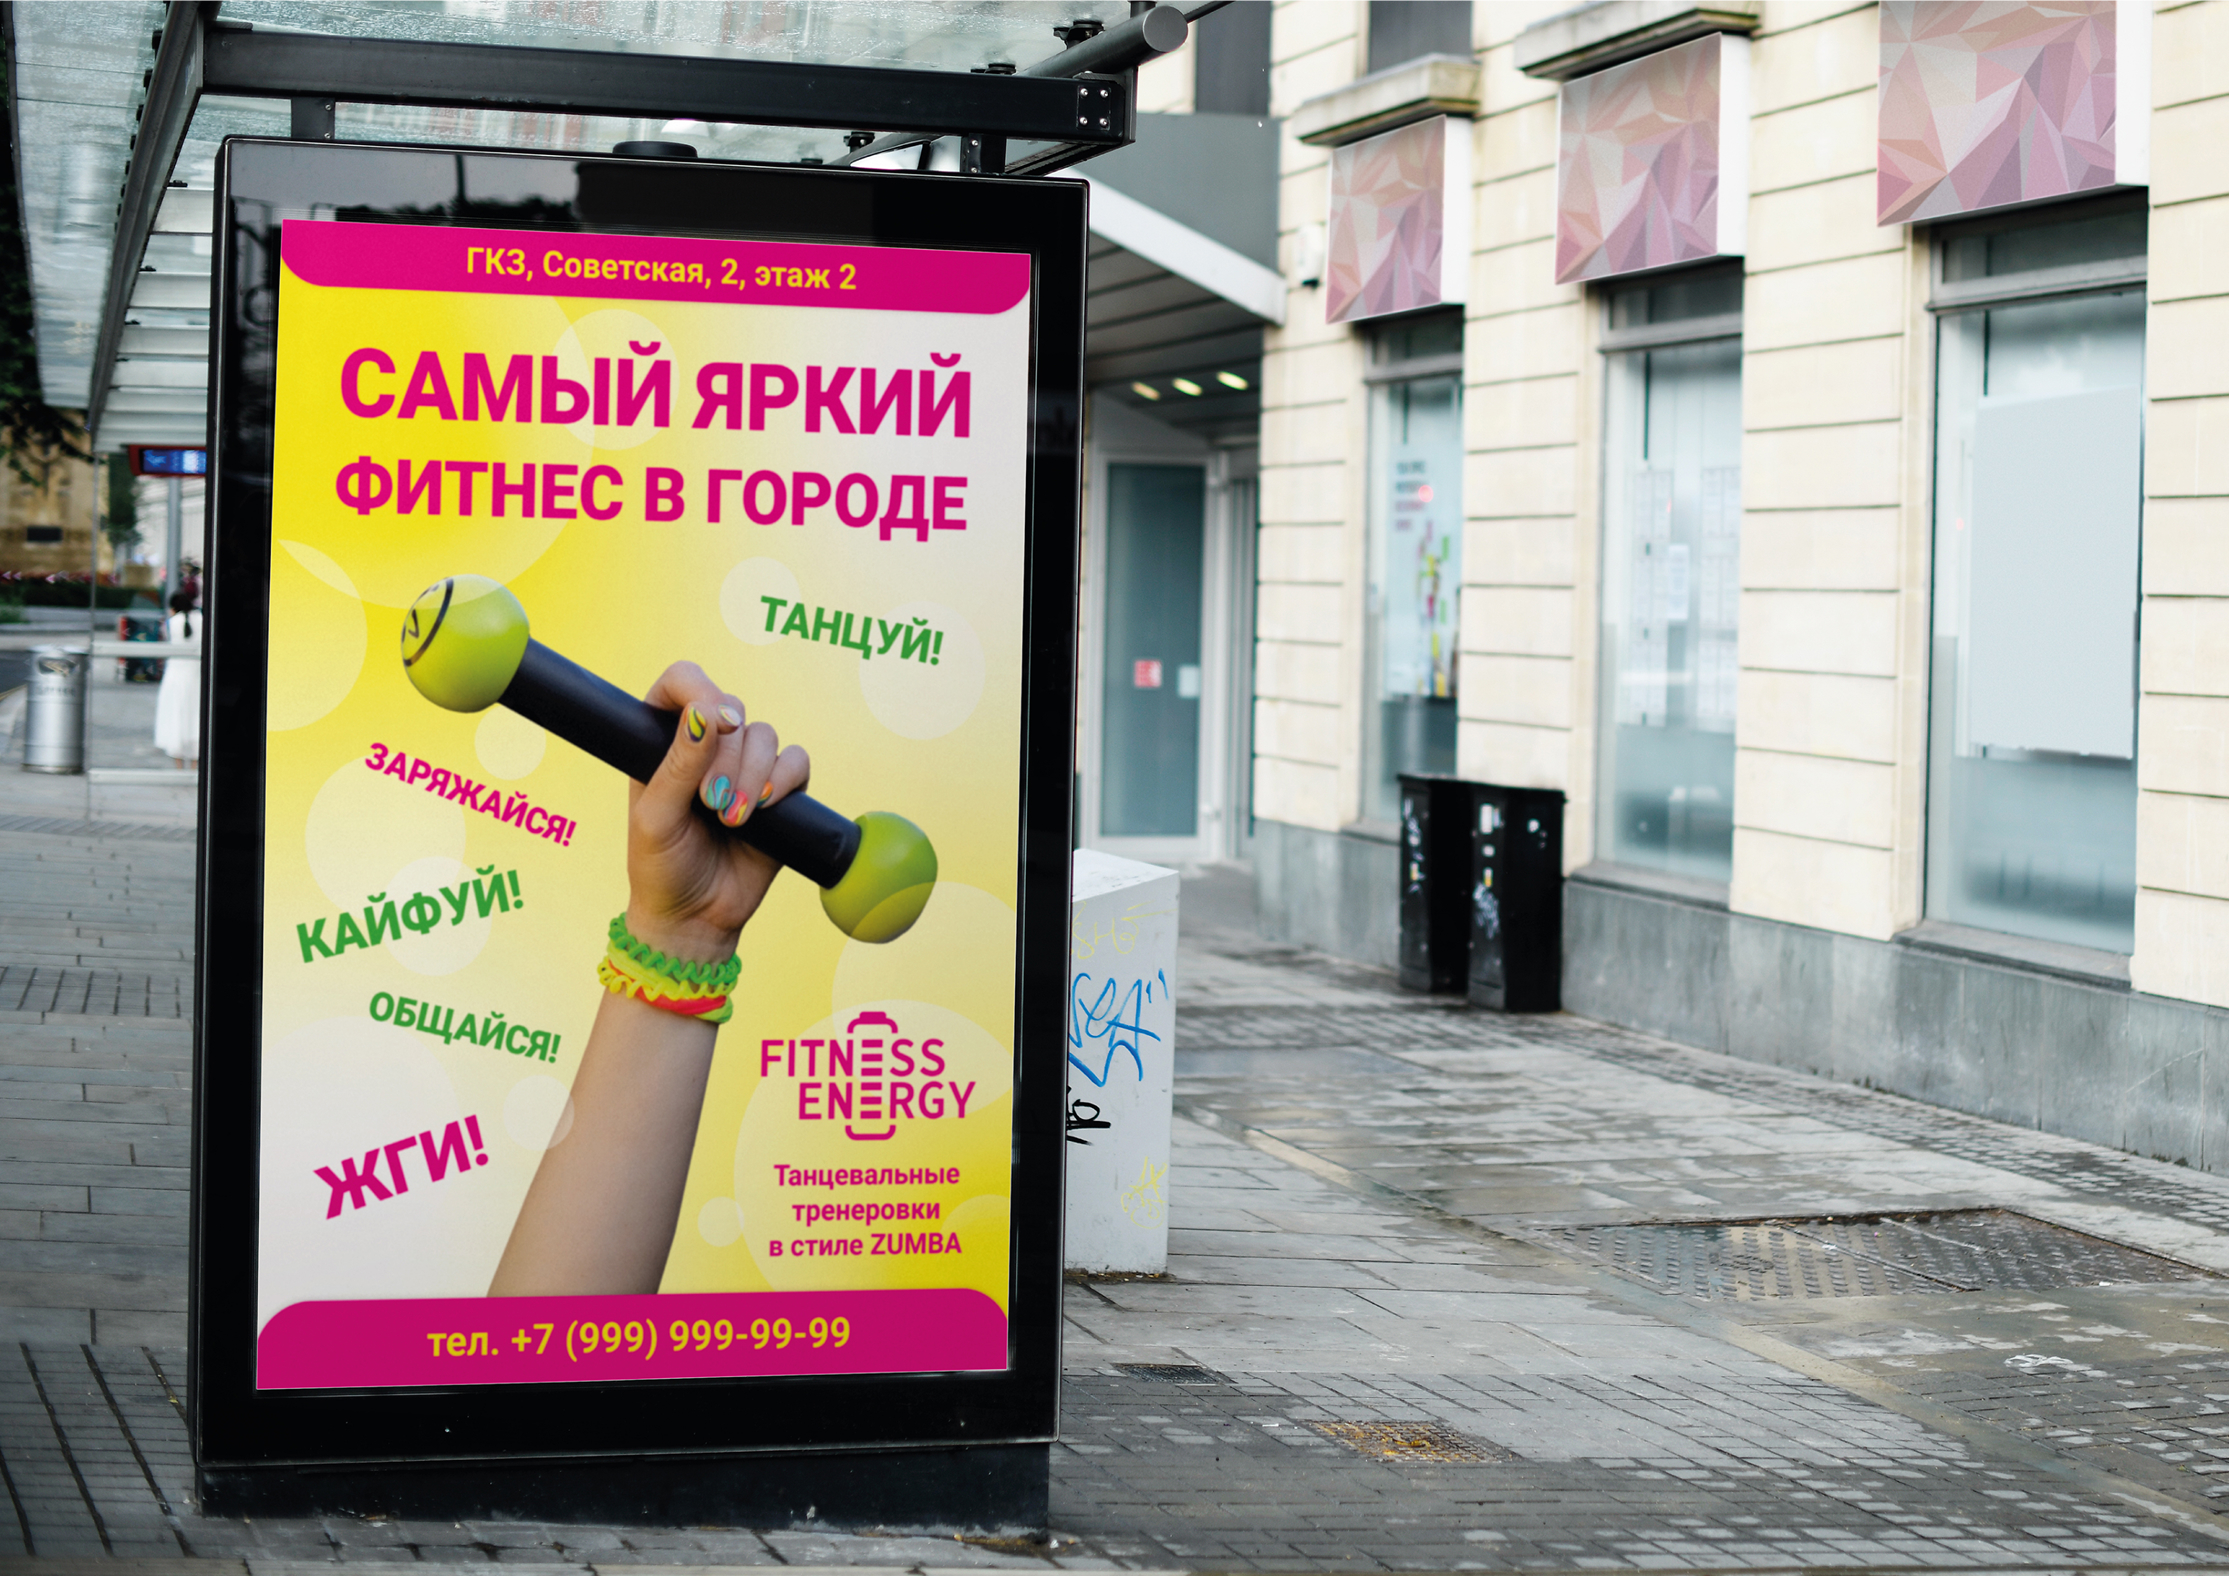 ГКЗ, Советская, 2, этаж 2
САМЫЙ ЯРКИЙ
ФИТНЕС В ГОРОДЕ
ТАНЦУЙ!
ЗАРЯЖАЙСЯ!
КАЙФУЙ!
ОБЩАЙСЯ!
ЖГИ!
FITNESS
ENERGY
Танцевальные
тренеровки
в стиле ZUMBA
тел. +7 (999) 999-99-99